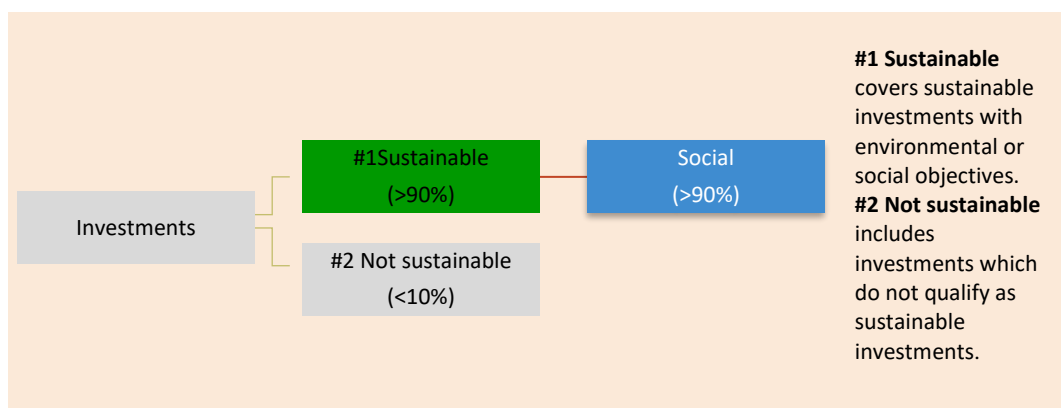 Investments
#1Sustainable
(>90%)
Social
(>90%)
#2 Not sustainable
(<10%)
#1 Sustainable
covers sustainable
investments with
environmental or
social objectives.
#2 Not sustainable
includes
investments which
do not qualify as
sustainable
investments.